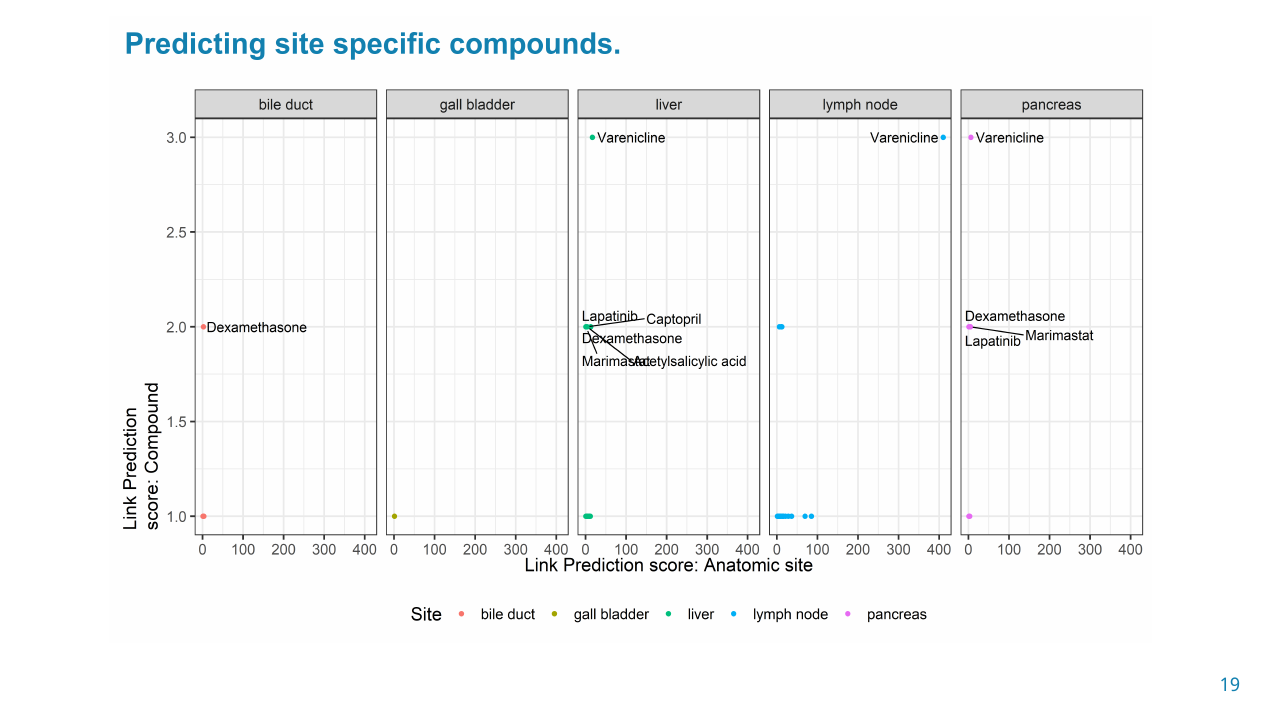 Predicting site specific compounds.
bile duct
gall bladder
liver
lymph node
pancreas
3.0
2.5
2.0
1.5
1.0
Link Prediction
score: Compound
Dexamethasone
Varenicline
Lapatinib
Captopril
Dexamethasone
Marimastat
Acetylsalicylic acid
Varenicline
Varenicline
Dexamethasone
Marimastat
Lapatinib
0 100 200 300 400
0 100 200 300 400
0 100 200 300 400
0 100 200 300 400
0 100 200 300 400
Link Prediction score: Anatomic site
Site bile duct gall bladder liver lymph node pancreas
19